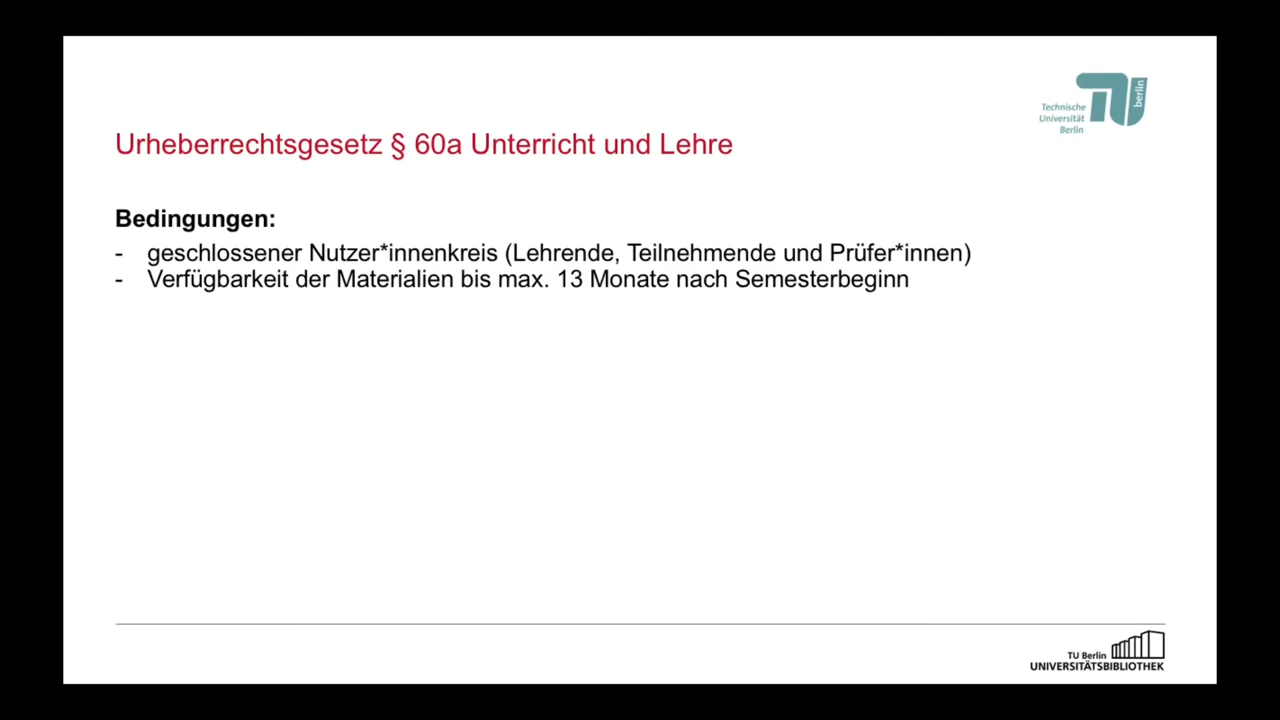 berlin
Technische
Universität
Berlin
Urheberrechtsgesetz § 60a Unterricht und Lehre
Bedingungen:
- geschlossener Nutzer*innenkreis (Lehrende, Teilnehmende und Prüfer*innen)
- Verfügbarkeit der Materialien bis max. 13 Monate nach Semesterbeginn
TU Berlin
UNIVERSITÄTSBIBLIOTHEK